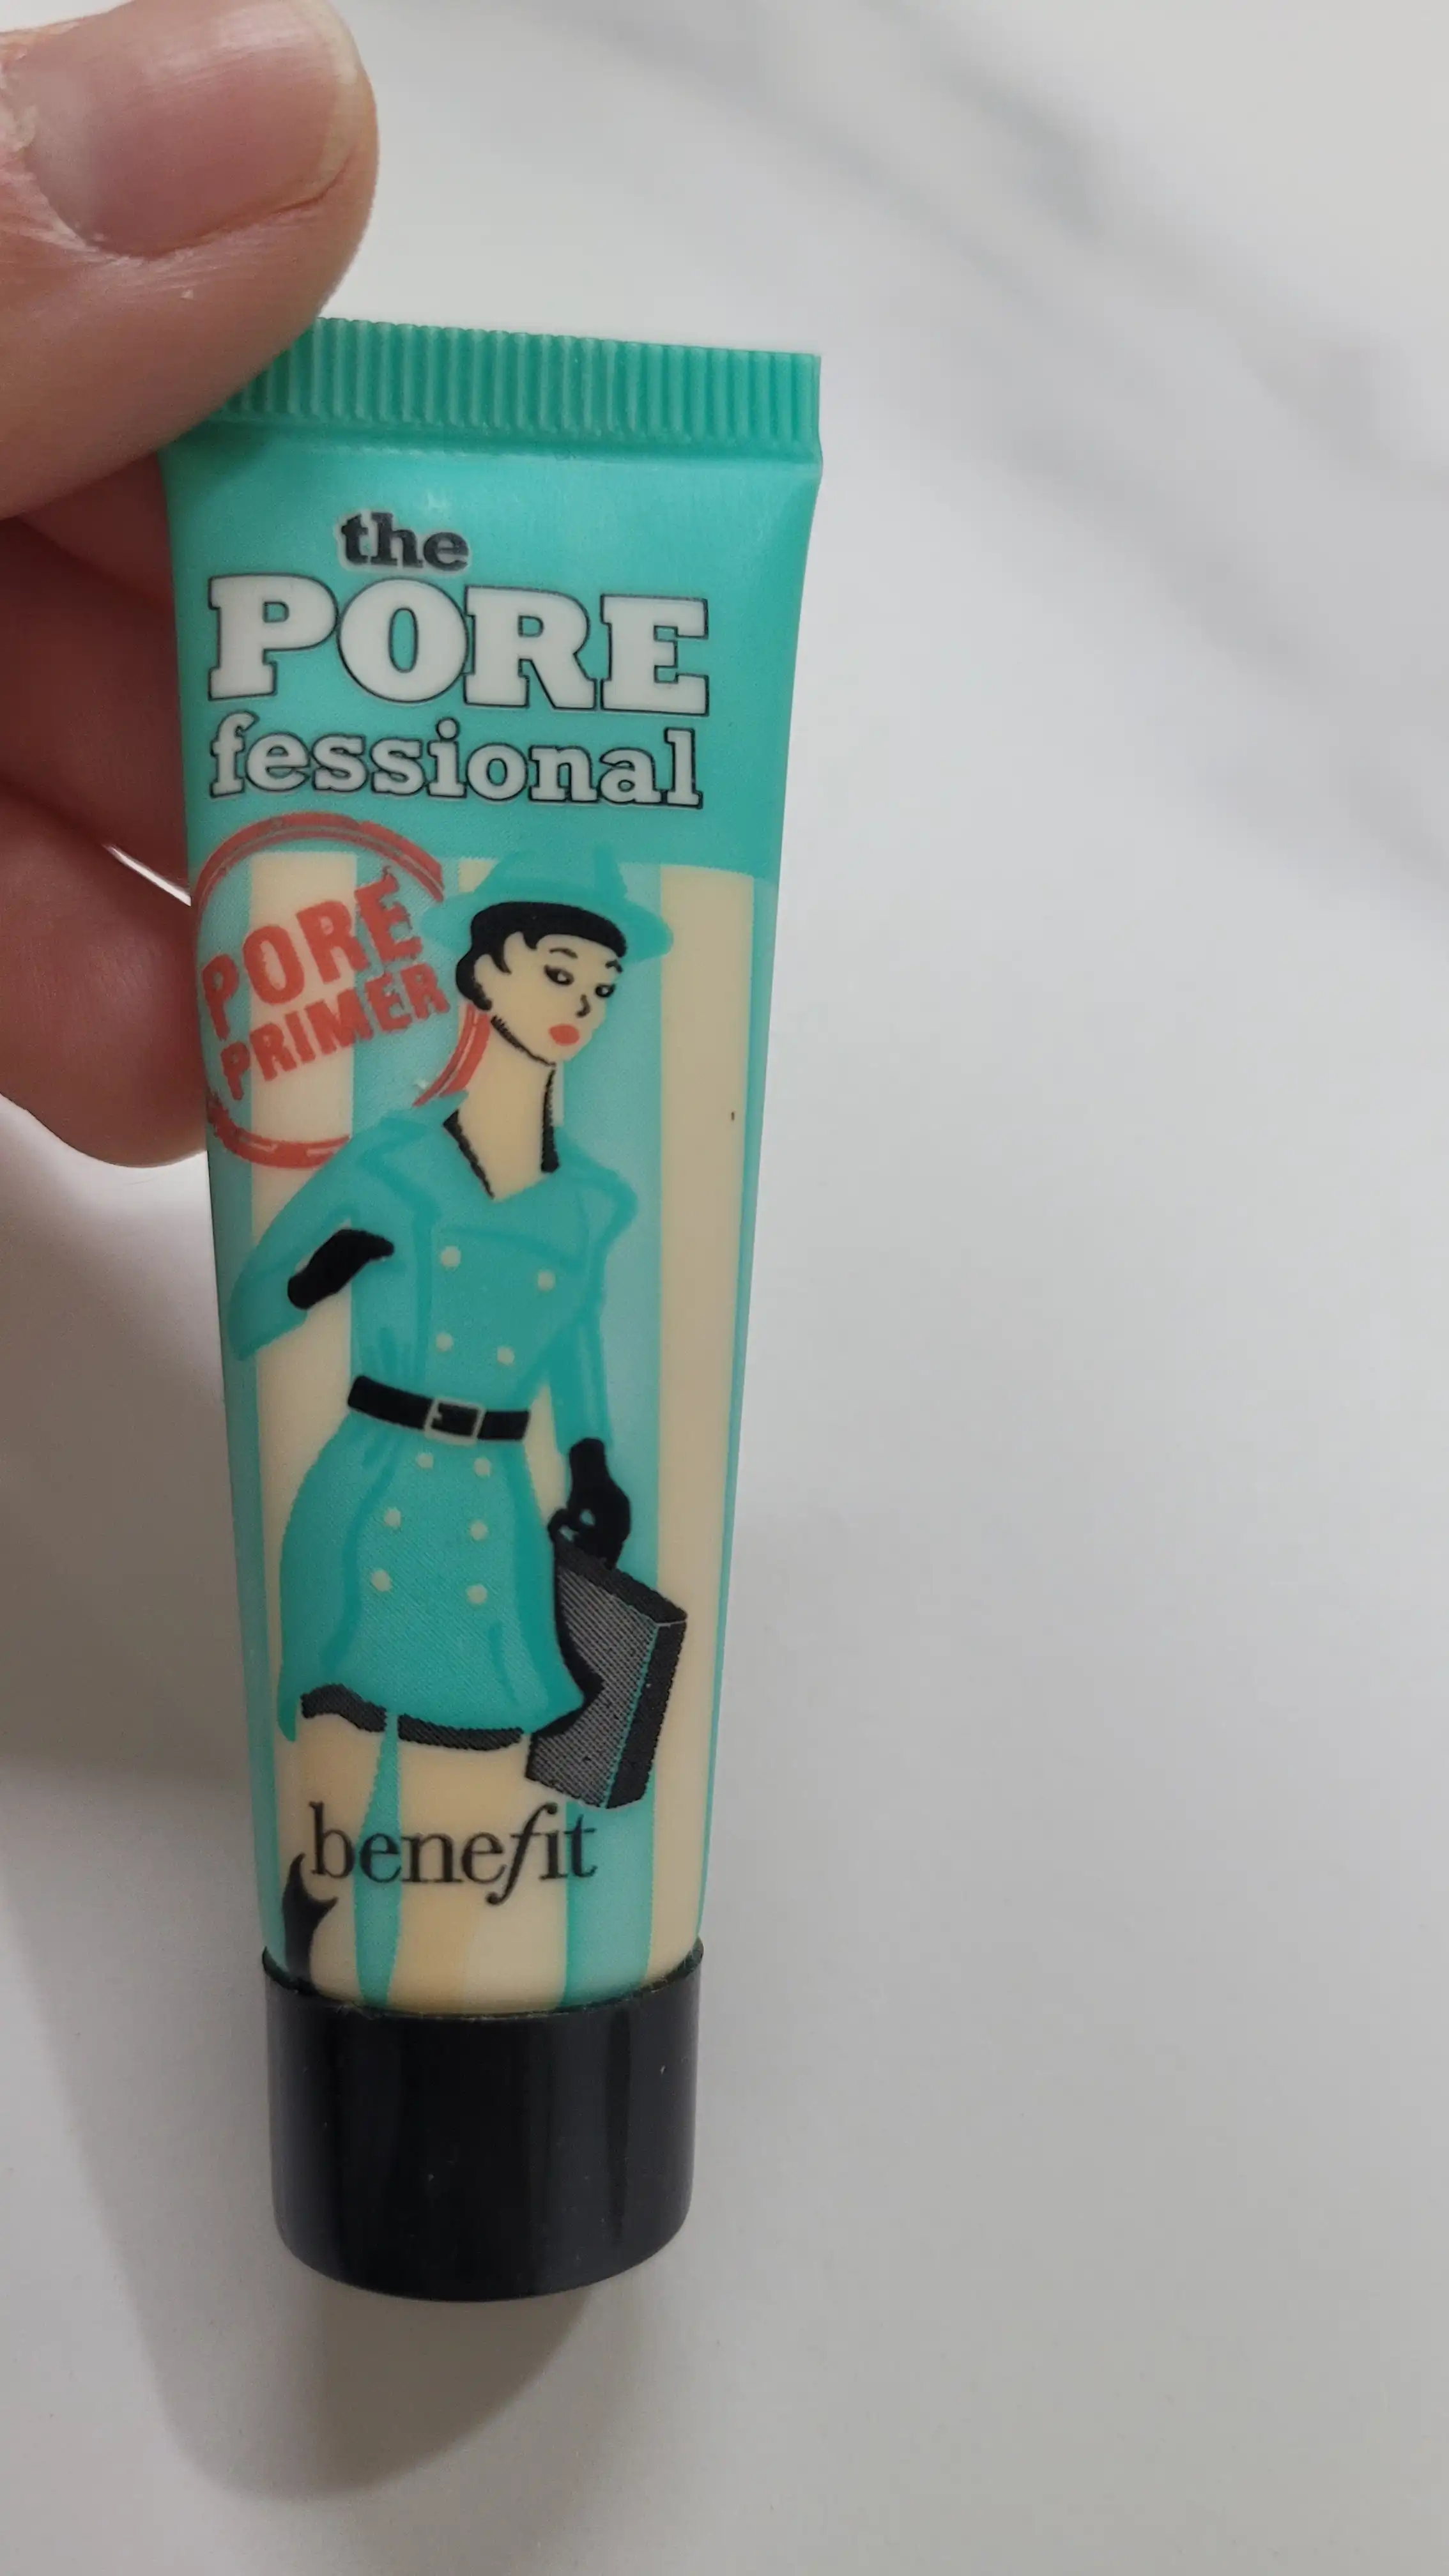 the
PORE
fessional
PORE
PRIMER
benefit